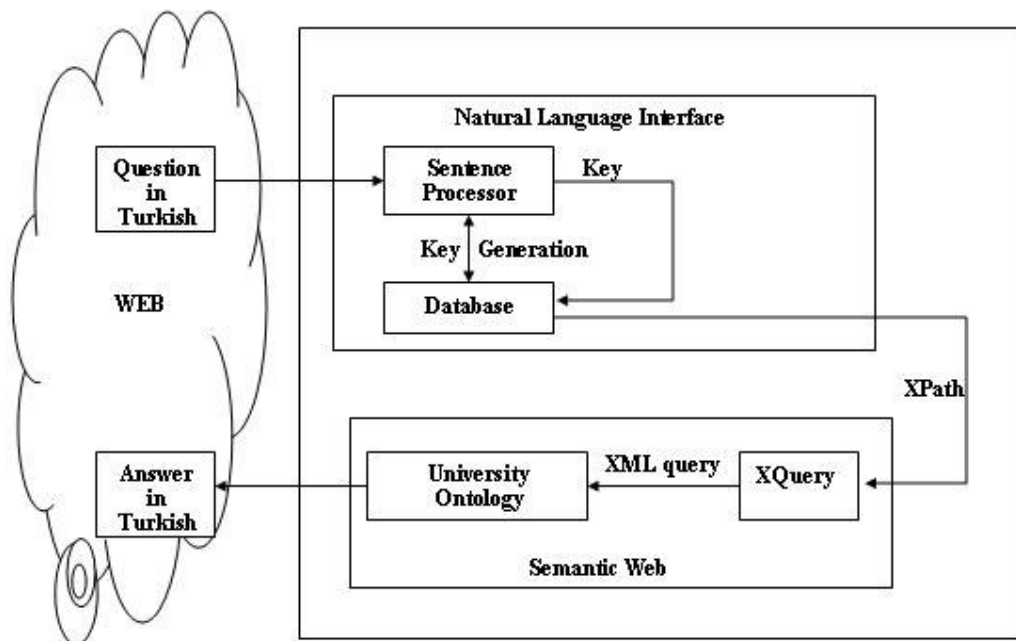 Natural Language Interface
Question
in
Turkish
Sentence
Processor
Key
Key Generation
Database
WEB
XPath
Answer
in
Turkish
University
Ontology
XML query
XQuery
Semantic Web